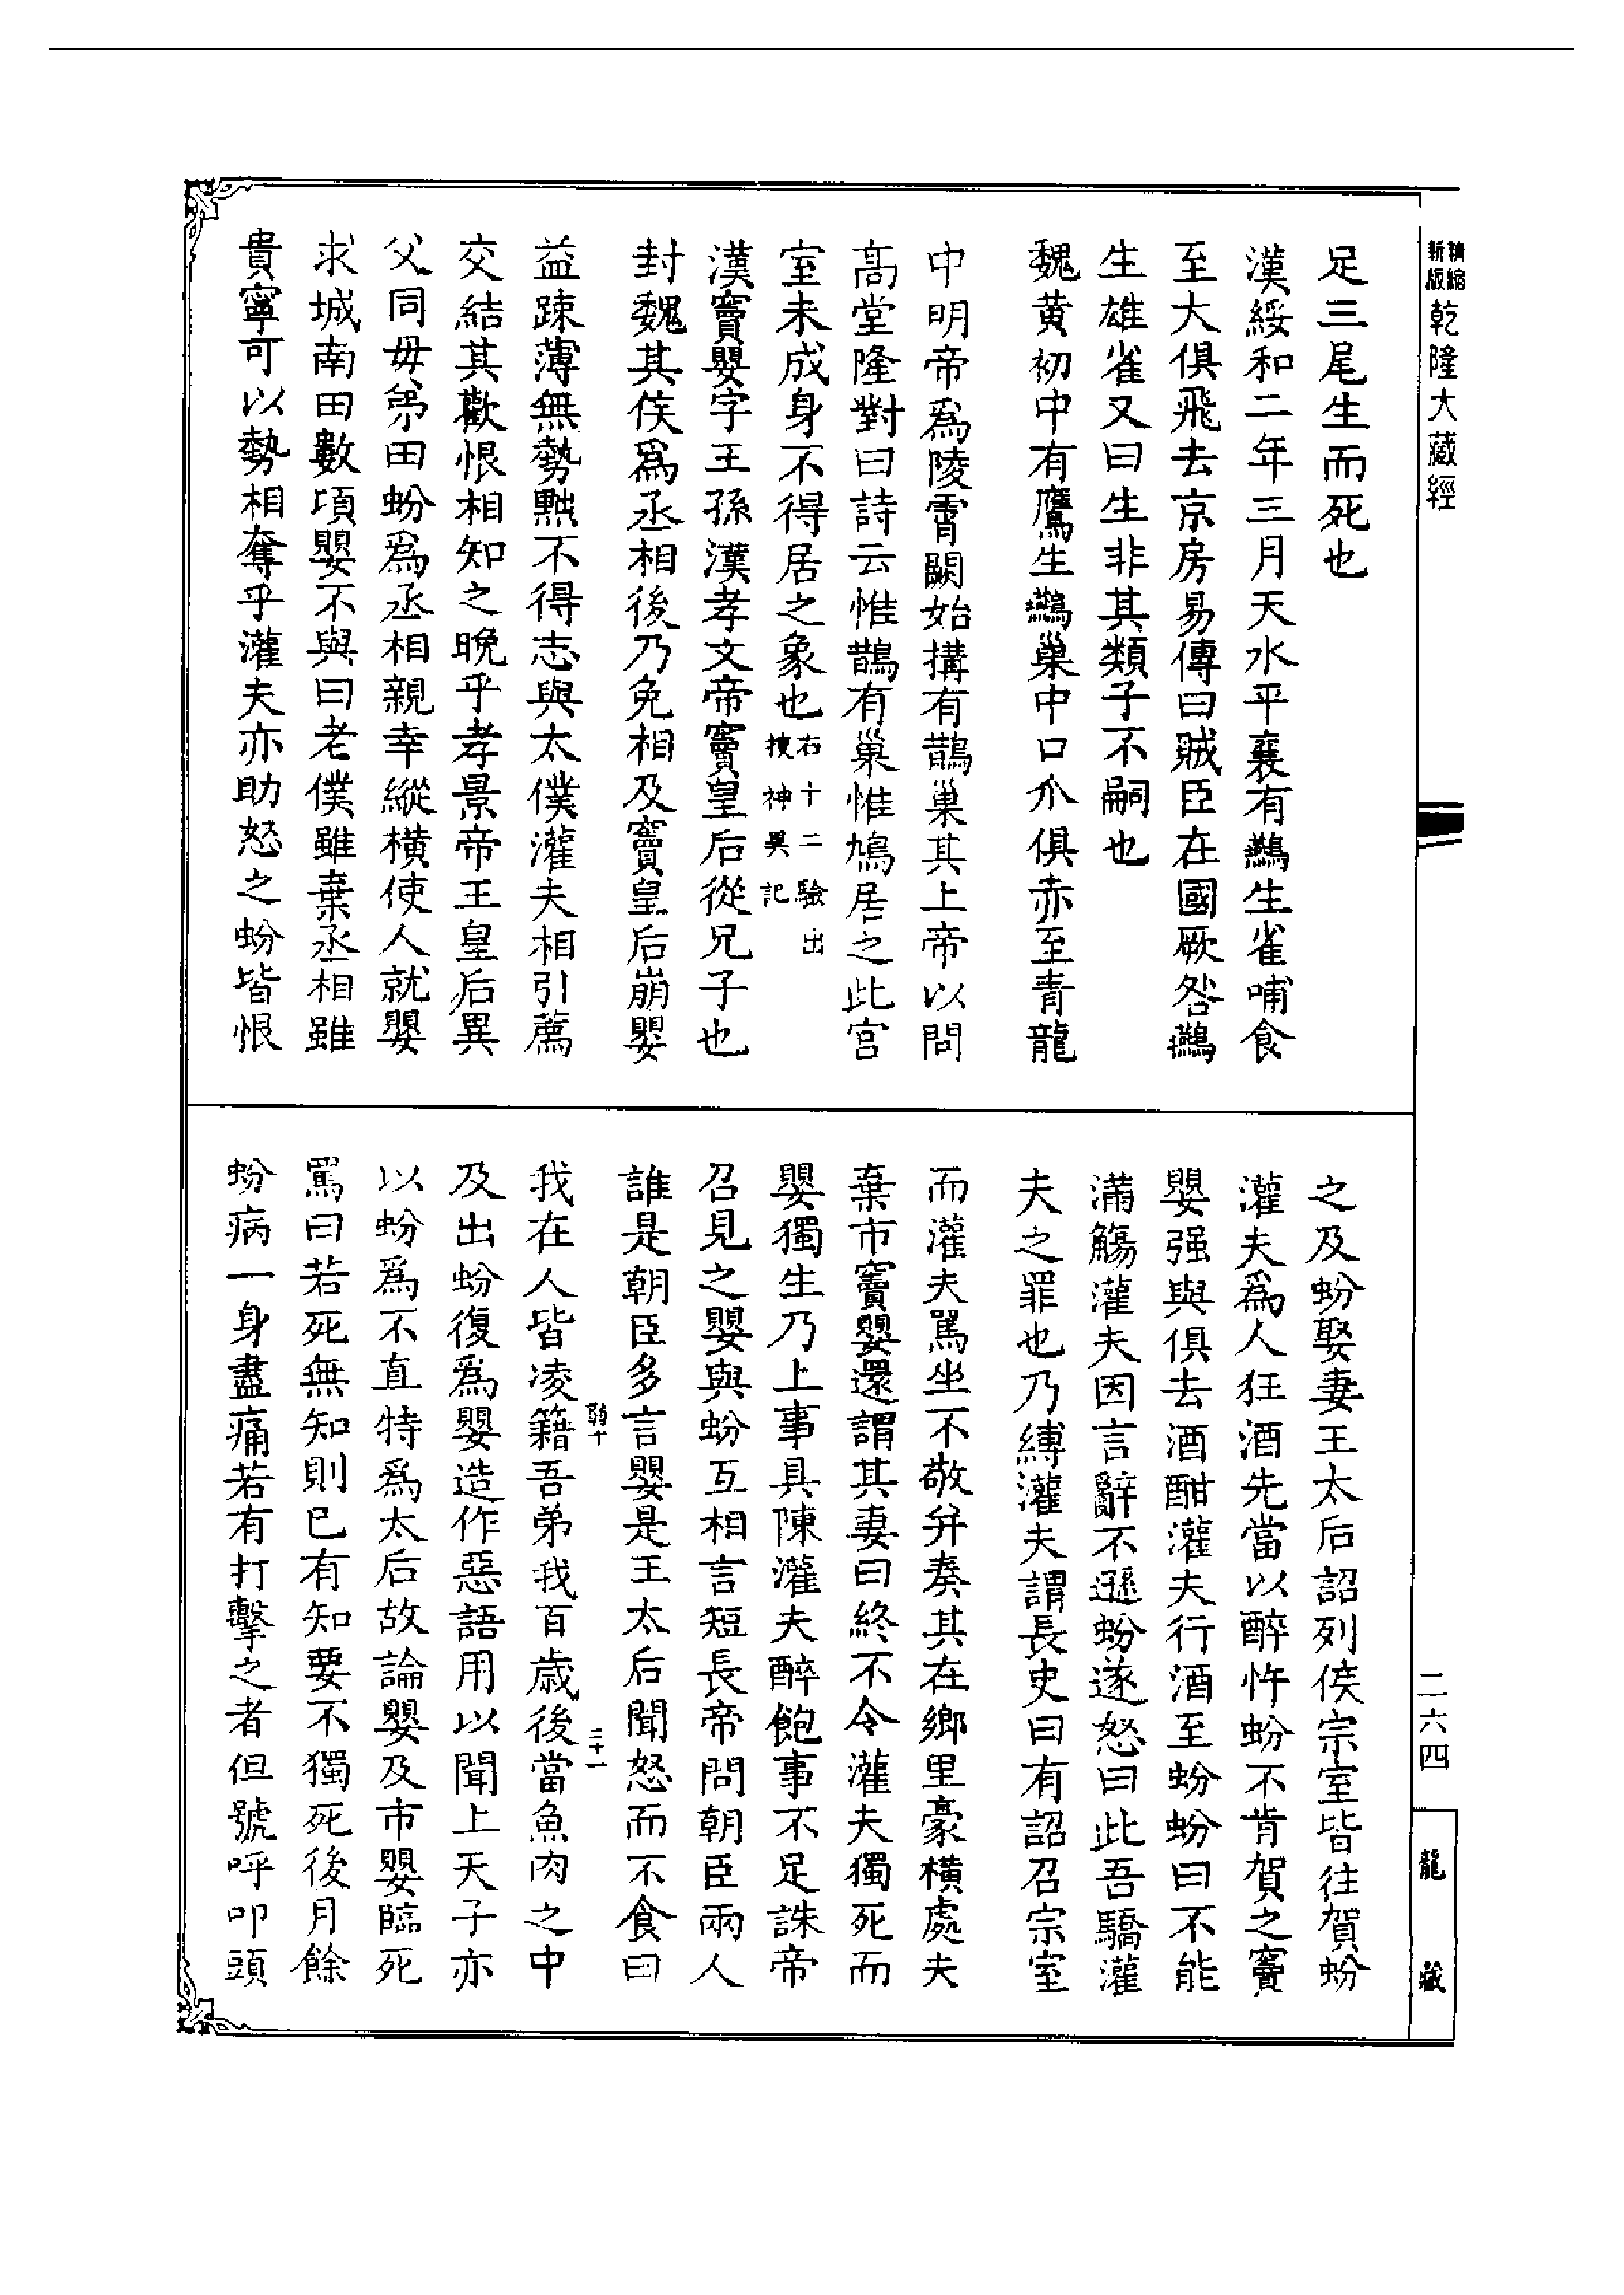 精縮
新版
乾隆大藏經
足三尾生而死也
漢綏和二年三月天水平襄有鷰生雀哺食
至大俱飛去京房易傳曰賊臣在國厥咎鷰
生雄雀又曰生非其類子不嗣也
魏黄初中有鷹生鷰巢中口爪俱赤至青龍
中明帝爲陵霄闕始搆有鵲巢其上帝以問
高堂隆對曰詩云惟鵲有巢惟鳩居之此宫
室未成身不得居之象也右十二驗出
搜神異記
漢竇嬰字王孫漢孝文帝竇皇后從兄子也
封魏其侯爲丞相後乃免相及竇皇后崩嬰
益疎薄無勢黜不得志與太僕灌夫相引薦
交結其歡恨相知之晚乎孝景帝王皇后異
父同母弟田蚡爲丞相親幸縱横使人就嬰
求城南田數項嬰不與曰老僕雖棄丞相雖
貴寧可以勢相奪乎灌夫亦助怒之蚡皆恨
之及蚡娶妻王太后詔列侯宗室皆往賀蚡
灌夫爲人狂酒先當以醉忤蚡不肯賀之竇
嬰强與俱去酒酣灌夫行酒至蚡蚡曰不能
滿觴灌夫因言辭不遜蚡遂怒曰此吾驕灌
夫之罪也乃縛灌夫謂長史曰有詔召宗室
而灌夫罵坐不敬并奏其在鄉里豪横處夫
棄市竇嬰還謂其妻曰終不令灌夫獨死而
嬰獨生乃上事具陳灌夫醉飽事不足誅帝
召見之嬰與蚡互相言短長帝問朝臣兩人
誰是朝臣多言嬰是王太后聞怒而不食曰
我在人皆凌籍吾弟我百歲後當魚肉之中
及出蚡復爲嬰造作惡語用以聞上天子亦
以蚡爲不直特爲太后故論嬰及市嬰臨死
罵曰若死無知則已有知要不獨死後月餘
蚡病一身盡痛若有打擊之者但號呼叩頭
二六四
龍藏